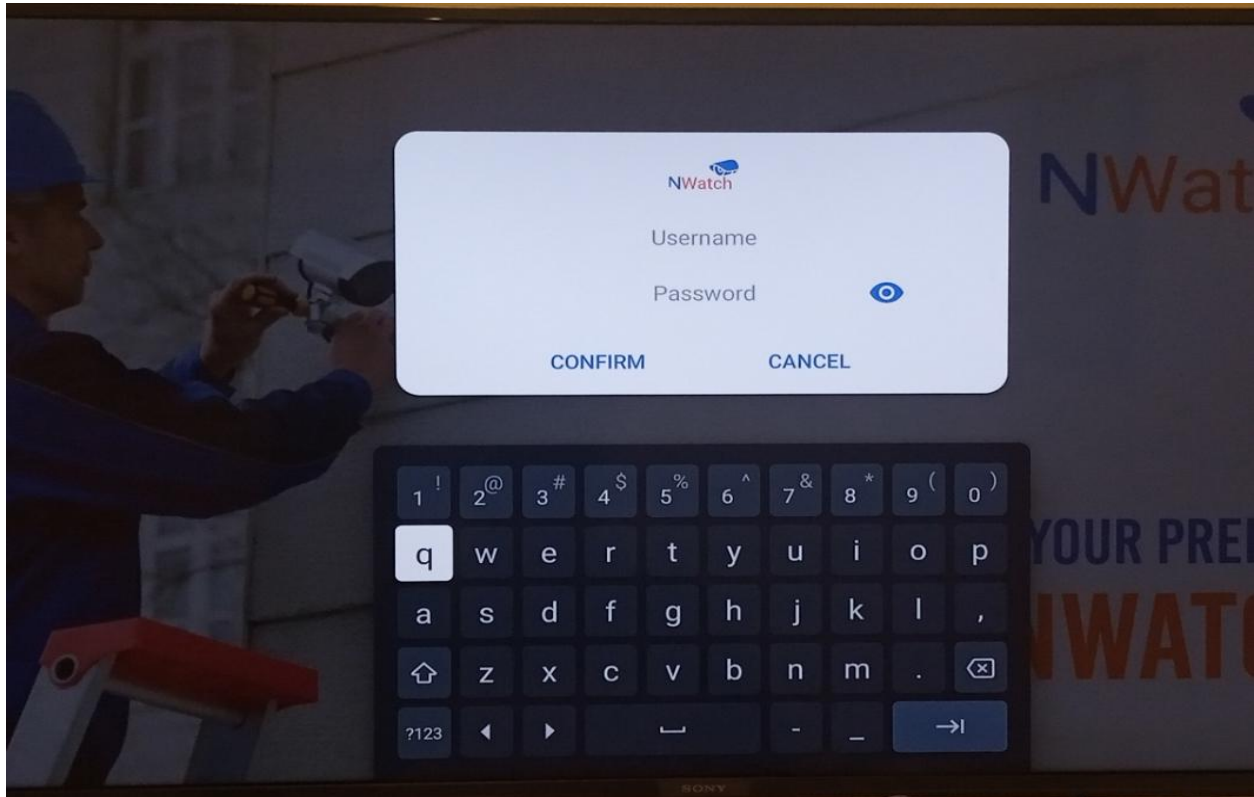 NWatch
Username
Password
CONFIRM CANCEL
NWat
YOUR PRE
NWAT
1 ! 2 @ 3 # 4 $ 5 % 6 ^ 7 & 8 * 9 ( 0 )
q w e r t y u i o p
a s d f g h j k l ,
z x c v b n m .
?123 - _
SONY